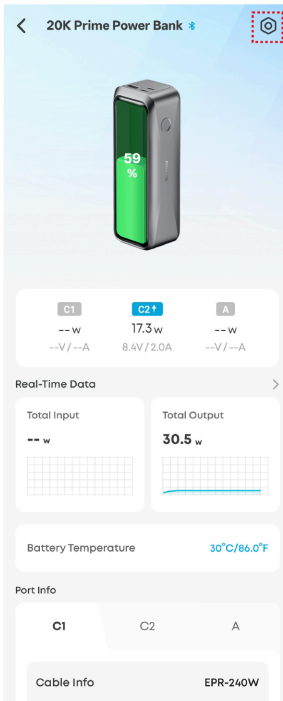 20K Prime Power Bank
59
%
C1 C2↑ A
-- w 17.3 w -- w
--V/--A 8.4V/2.0A --V/--A
Real-Time Data
Total Input Total Output
-- w 30.5 w
Battery Temperature 30°C/86.0°F
Port Info
C1 C2 A
Cable Info EPR-240W